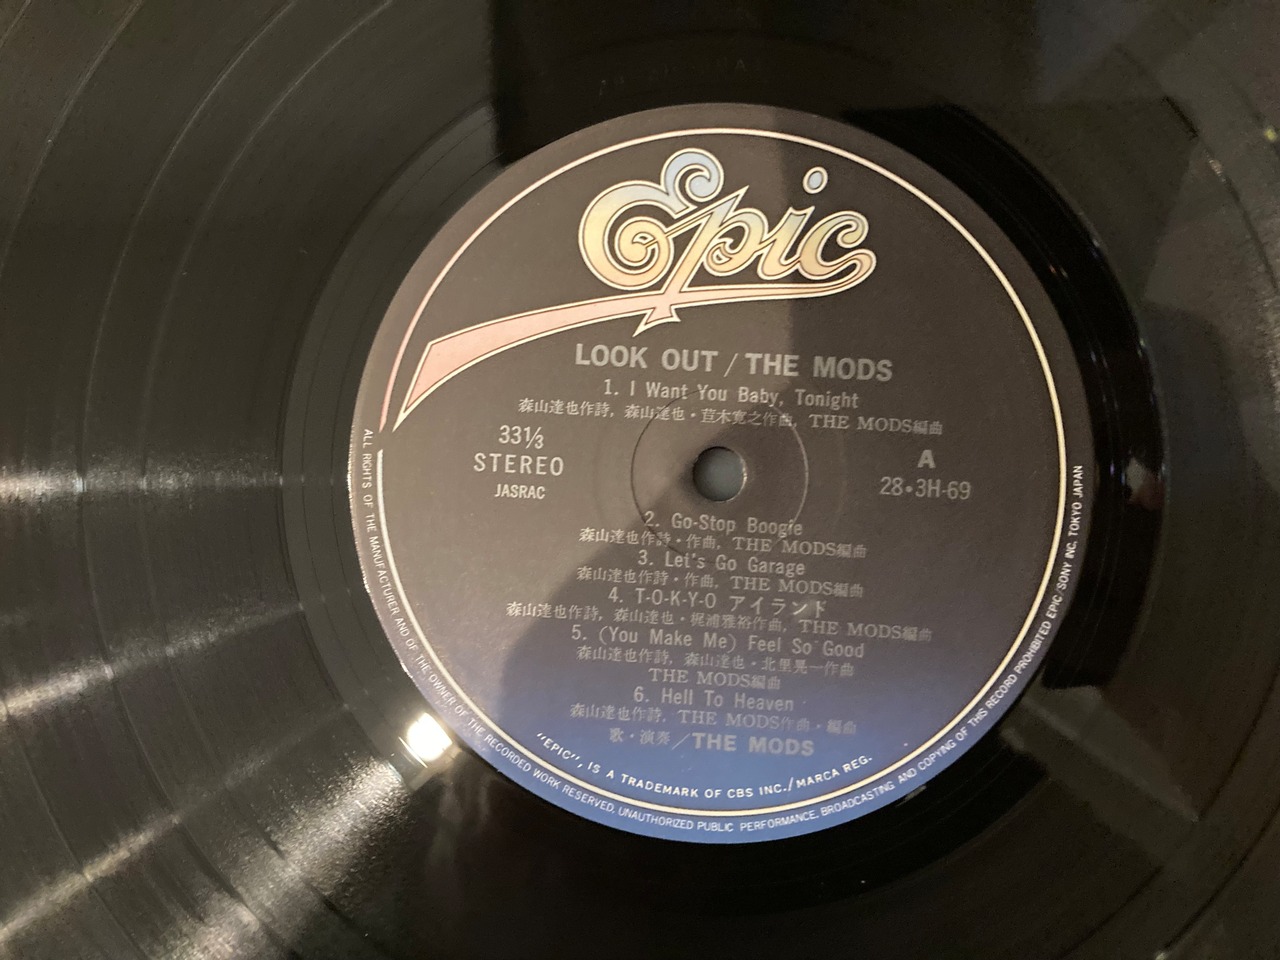 Epic
LOOK OUT / THE MODS
1. I Want You Baby, Tonight
森山達也作詩, 森山達也・苣木寛之作曲, THE MODS編曲
33⅓
STEREO
JASRAC
A
28・3H-69
2. Go-Stop Boogie
森山達也作詩・作曲, THE MODS編曲
3. Let's Go Garage
森山達也作詩・作曲, THE MODS編曲
4. T-O-K-Y-O アイランド
森山達也作詩, 森山達也・梶浦雅裕作曲, THE MODS編曲
5. (You Make Me) Feel So Good
森山達也作詩, 森山達也・北里晃一作曲
THE MODS編曲
6. Hell To Heaven
森山達也作詩, THE MODS作曲・編曲
歌・演奏／THE MODS
"EPIC", IS A TRADEMARK OF CBS INC./MARCA REG.
ALL RIGHTS OF THE MANUFACTURER AND OF THE OWNER OF THE RECORDED WORK RESERVED, UNAUTHORIZED PUBLIC PERFORMANCE, BROADCASTING AND COPYING OF THIS RECORD PROHIBITED EPIC/SONY INC. TOKYO JAPAN